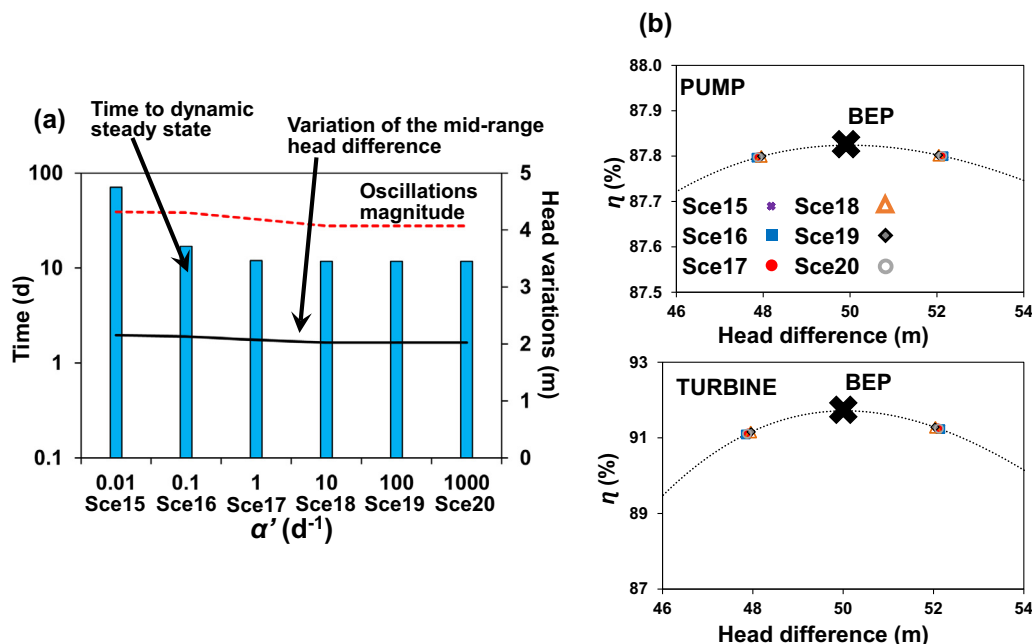 (a)
Time to dynamic
steady state
Variation of the mid-range
head difference
Oscillations
magnitude
100
10
1
0.1
Time (d)
5
4
3
2
1
0
Head variations
(m)
0.01 0.1 1 10 100 1000
Sce15 Sce16 Sce17 Sce18 Sce19 Sce20
α’ (d-1)
(b)
PUMP
BEP
88.0
87.9
87.8
87.7
87.6
87.5
η (%)
Sce15 Sce18
Sce16 Sce19
Sce17 Sce20
46 48 50 52 54
Head difference (m)
TURBINE
BEP
93
91
89
87
η (%)
46 48 50 52 54
Head difference (m)